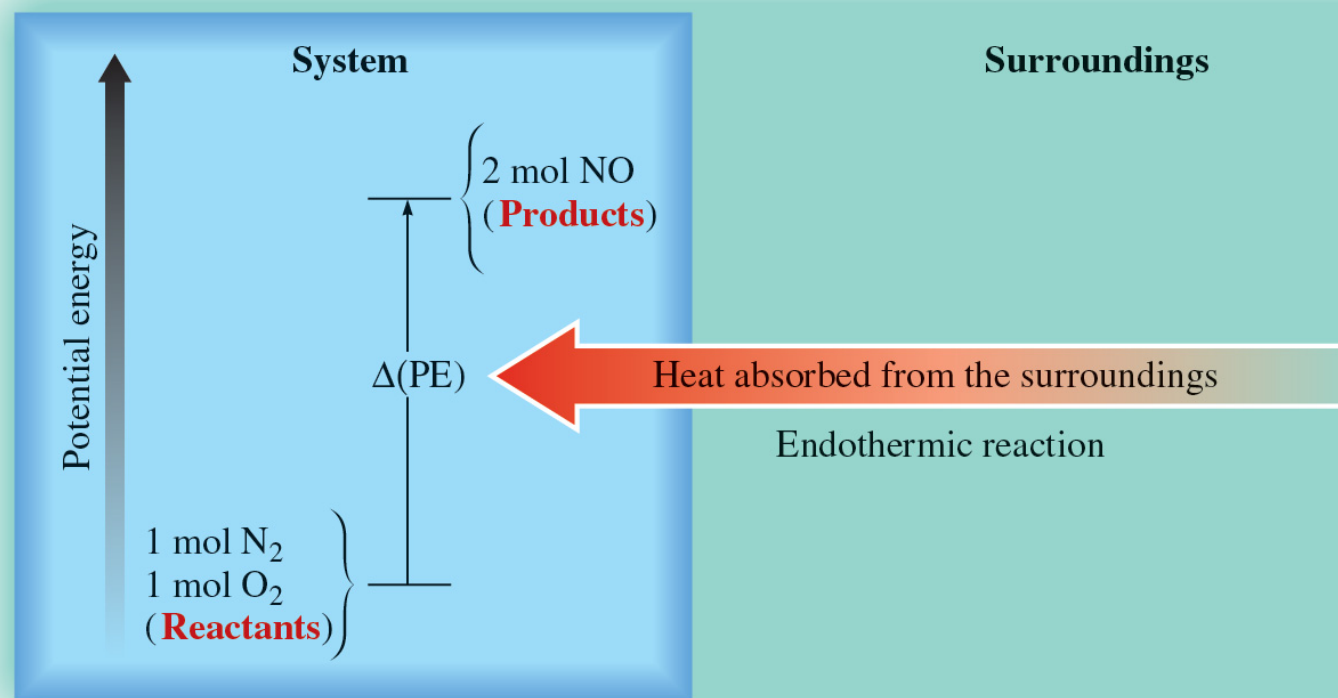 System
Surroundings
Potential energy
2 mol NO
(Products)
Δ(PE)
Heat absorbed from the surroundings
Endothermic reaction
1 mol N₂
1 mol O₂
(Reactants)